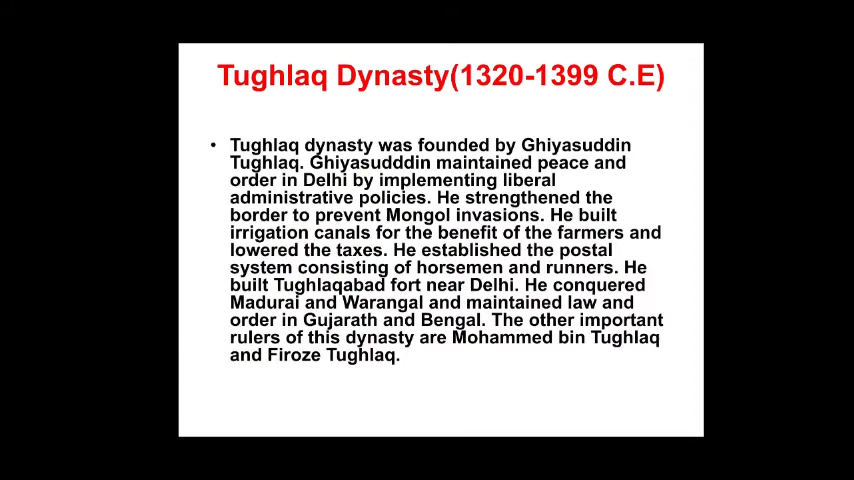 Tughlaq Dynasty(1320-1399 C.E)
• Tughlaq dynasty was founded by Ghiyasuddin
Tughlaq. Ghiyasudddin maintained peace and
order in Delhi by implementing liberal
administrative policies. He strengthened the
border to prevent Mongol invasions. He built
irrigation canals for the benefit of the farmers and
lowered the taxes. He established the postal
system consisting of horsemen and runners. He
built Tughlaqabad fort near Delhi. He conquered
Madurai and Warangal and maintained law and
order in Gujarath and Bengal. The other important
rulers of this dynasty are Mohammed bin Tughlaq
and Firoze Tughlaq.